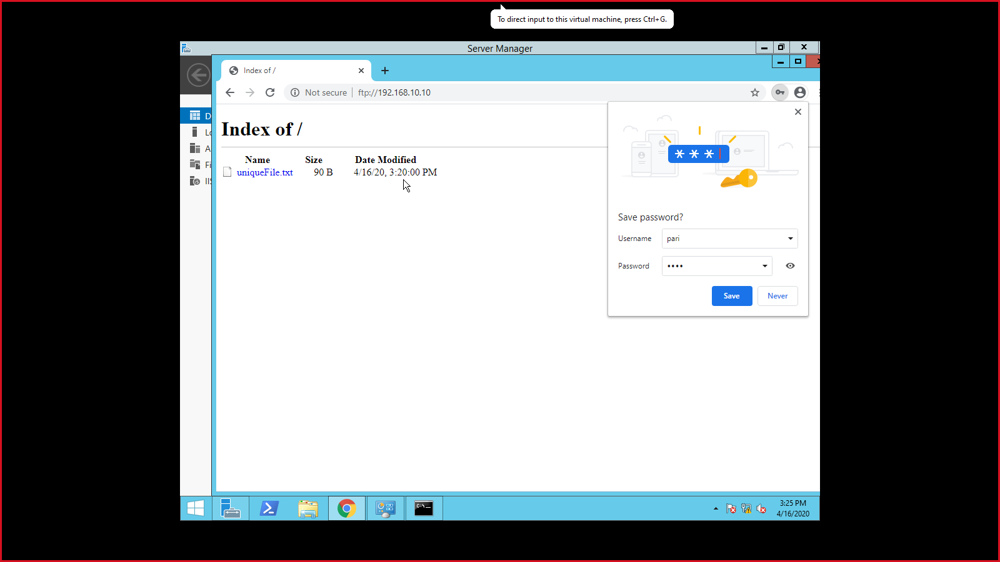 To direct input to this virtual machine, press Ctrl+G.
Server Manager
Index of /
Not secure
ftp://192.168.10.10
Index of /
Name Size Date Modified
uniqueFile.txt 90 B 4/16/20, 3:20:00 PM
D
Lo
A
Fi
IIS
* * *
Save password?
Username pari
Password ••••
Save Never
C:\
3:25 PM
4/16/2020